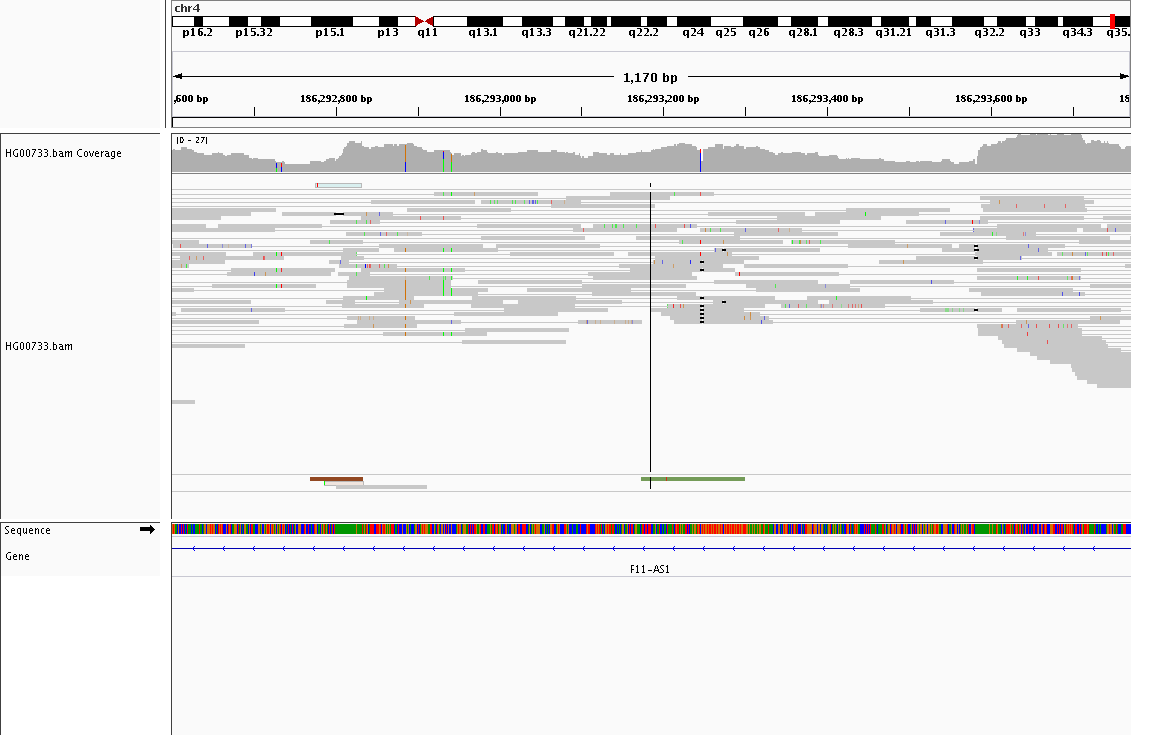 chr4
p16.2 p15.32 p15.1 p13 q11 q13.1 q13.3 q21.22 q22.2 q24 q25 q26 q28.1 q28.3 q31.21 q31.3 q32.2 q33 q34.3 q35.
1,170 bp
,600 bp 186,292,800 bp 186,293,000 bp 186,293,200 bp 186,293,400 bp 186,293,600 bp 18
[0 - 27]
HG00733.bam Coverage
HG00733.bam
Sequence
Gene
F11-AS1